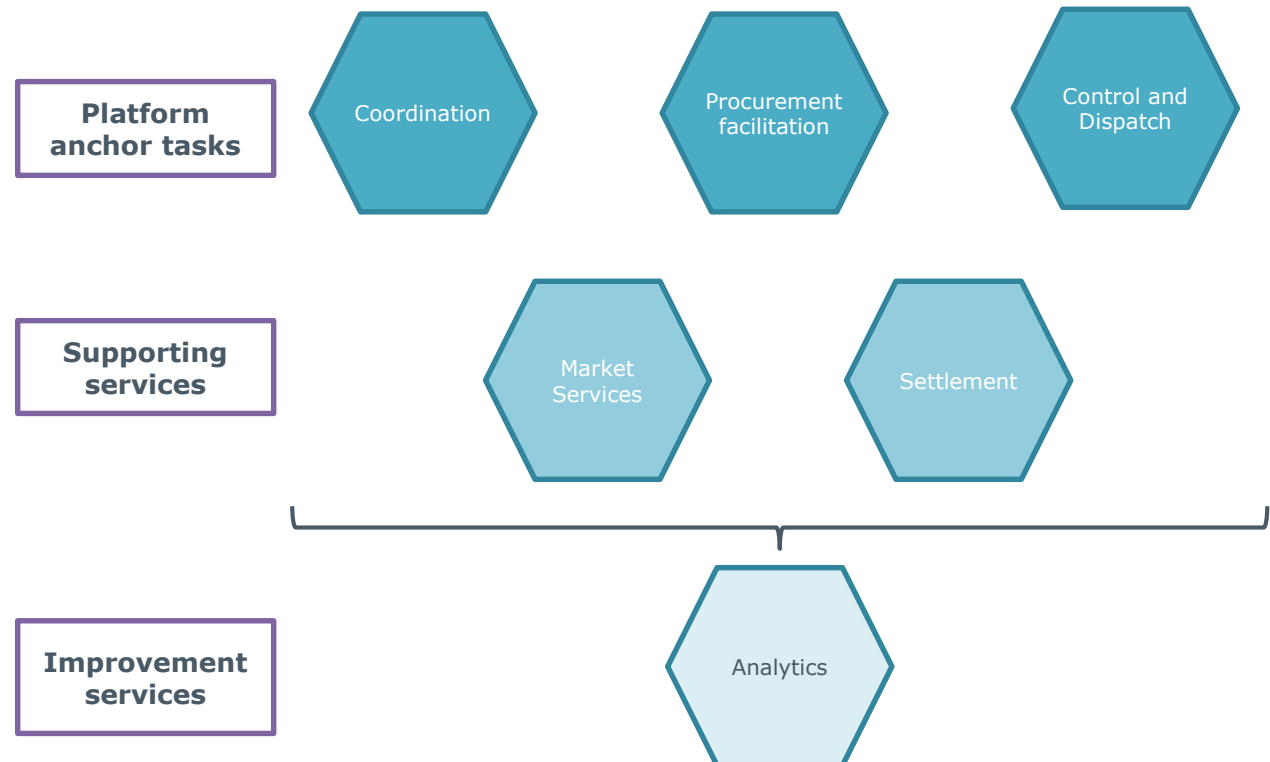 Platform
anchor tasks
Coordination
Procurement
facilitation
Control and
Dispatch
Supporting
services
Market
Services
Settlement
Improvement
services
Analytics